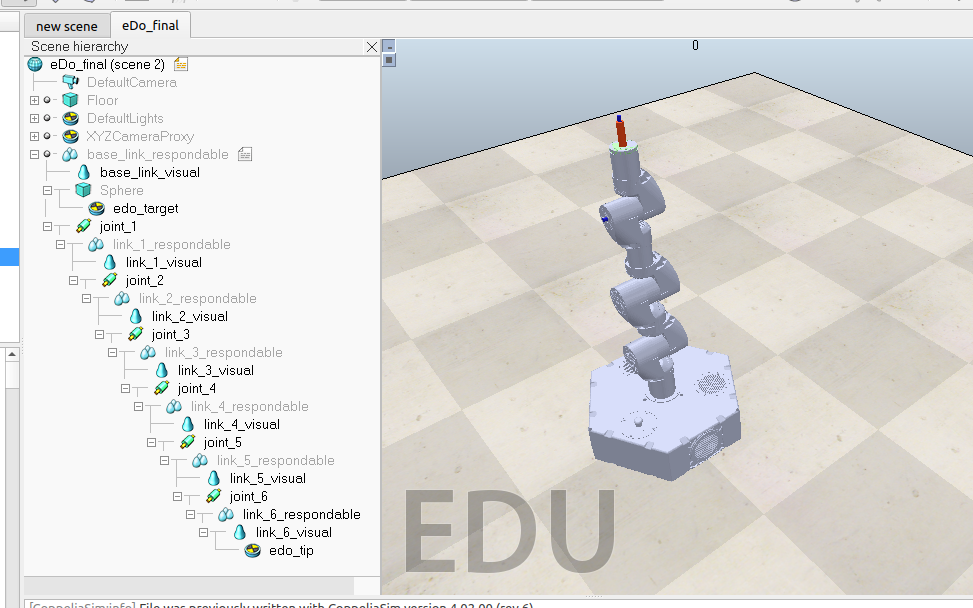 new scene
eDo_final
Scene hierarchy
0
eDo_final (scene 2)
DefaultCamera
Floor
DefaultLights
XYZCameraProxy
base_link_respondable
base_link_visual
Sphere
edo_target
joint_1
link_1_respondable
link_1_visual
joint_2
link_2_respondable
link_2_visual
joint_3
link_3_respondable
link_3_visual
joint_4
link_4_respondable
link_4_visual
joint_5
link_5_respondable
link_5_visual
joint_6
link_6_respondable
link_6_visual
edo_tip
EDU
[CoppeliaSim:info] File was previously written with CoppeliaSim version 4.02.00 (rev 6)